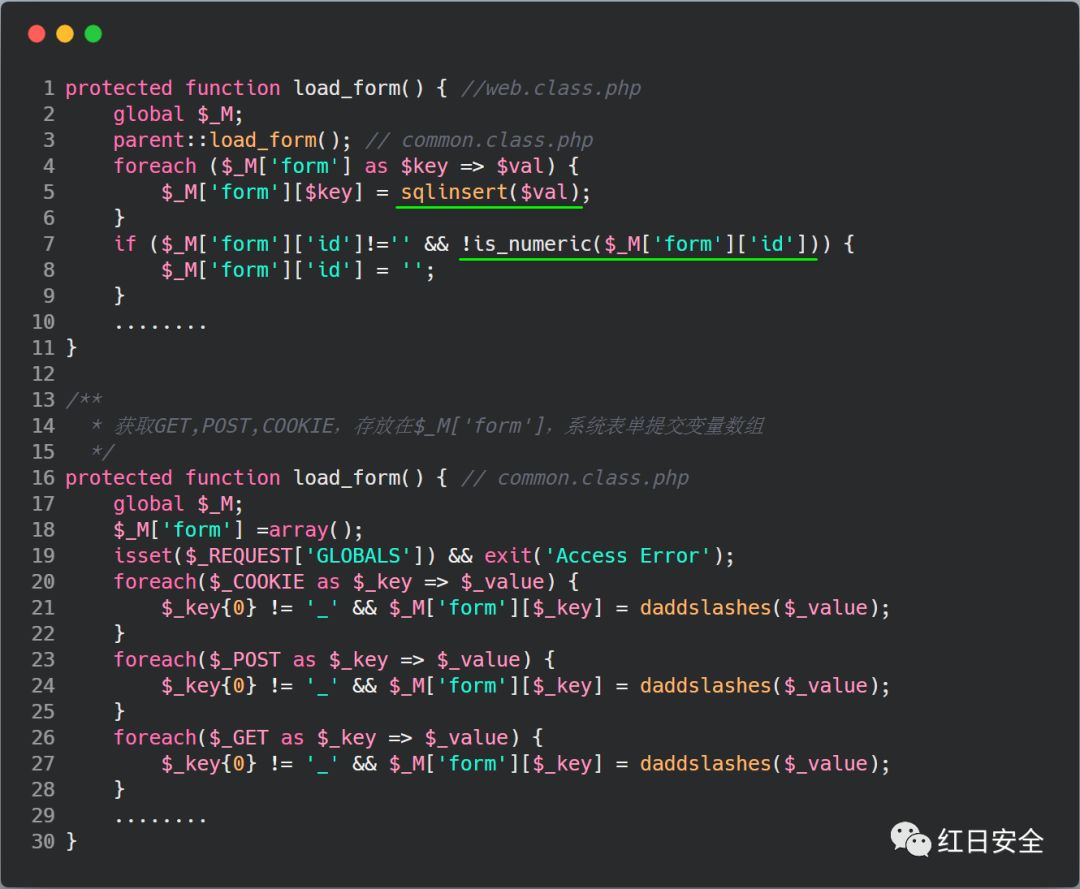 1 protected function load_form() { //web.class.php
2     global $_M;
3     parent::load_form(); // common.class.php
4     foreach ($_M['form'] as $key => $val) {
5         $_M['form'][$key] = sqlinsert($val);
6     }
7     if ($_M['form']['id']!='' && !is_numeric($_M['form']['id'])) {
8         $_M['form']['id'] = '';
9     }
10     ........
11 }
12
13 /**
14   * 获取GET,POST,COOKIE，存放在$_M['form']，系统表单提交变量数组
15   */
16 protected function load_form() { // common.class.php
17     global $_M;
18     $_M['form'] =array();
19     isset($_REQUEST['GLOBALS']) && exit('Access Error');
20     foreach($_COOKIE as $_key => $_value) {
21         $_key{0} != '_' && $_M['form'][$_key] = daddslashes($_value);
22     }
23     foreach($_POST as $_key => $_value) {
24         $_key{0} != '_' && $_M['form'][$_key] = daddslashes($_value);
25     }
26     foreach($_GET as $_key => $_value) {
27         $_key{0} != '_' && $_M['form'][$_key] = daddslashes($_value);
28     }
29     ........
30 }
红日安全